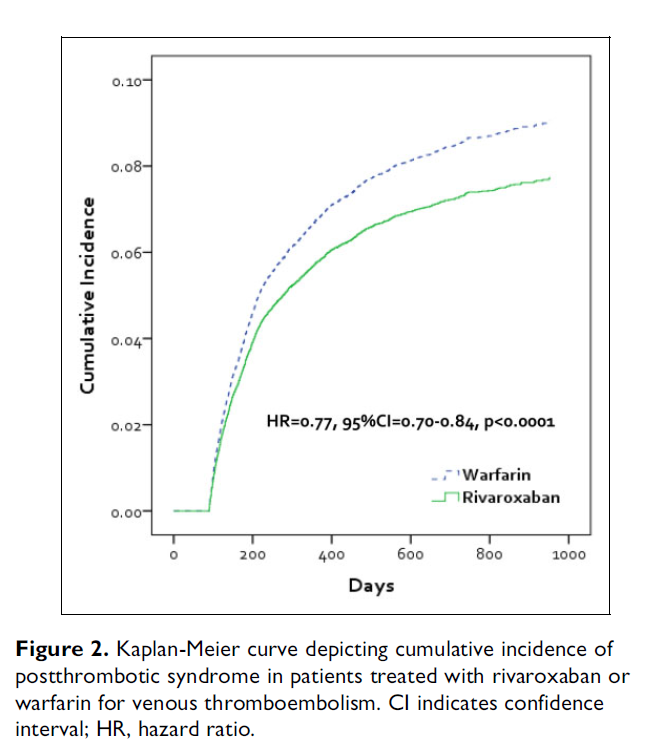 0.10
0.08
0.06
0.04
0.02
0.00
Cumulative Incidence
HR=0.77, 95%CI=0.70-0.84, p<0.0001
Warfarin
Rivaroxaban
0 200 400 600 800 1000
Days
Figure 2. Kaplan-Meier curve depicting cumulative incidence of
postthrombotic syndrome in patients treated with rivaroxaban or
warfarin for venous thromboembolism. CI indicates confidence
interval; HR, hazard ratio.